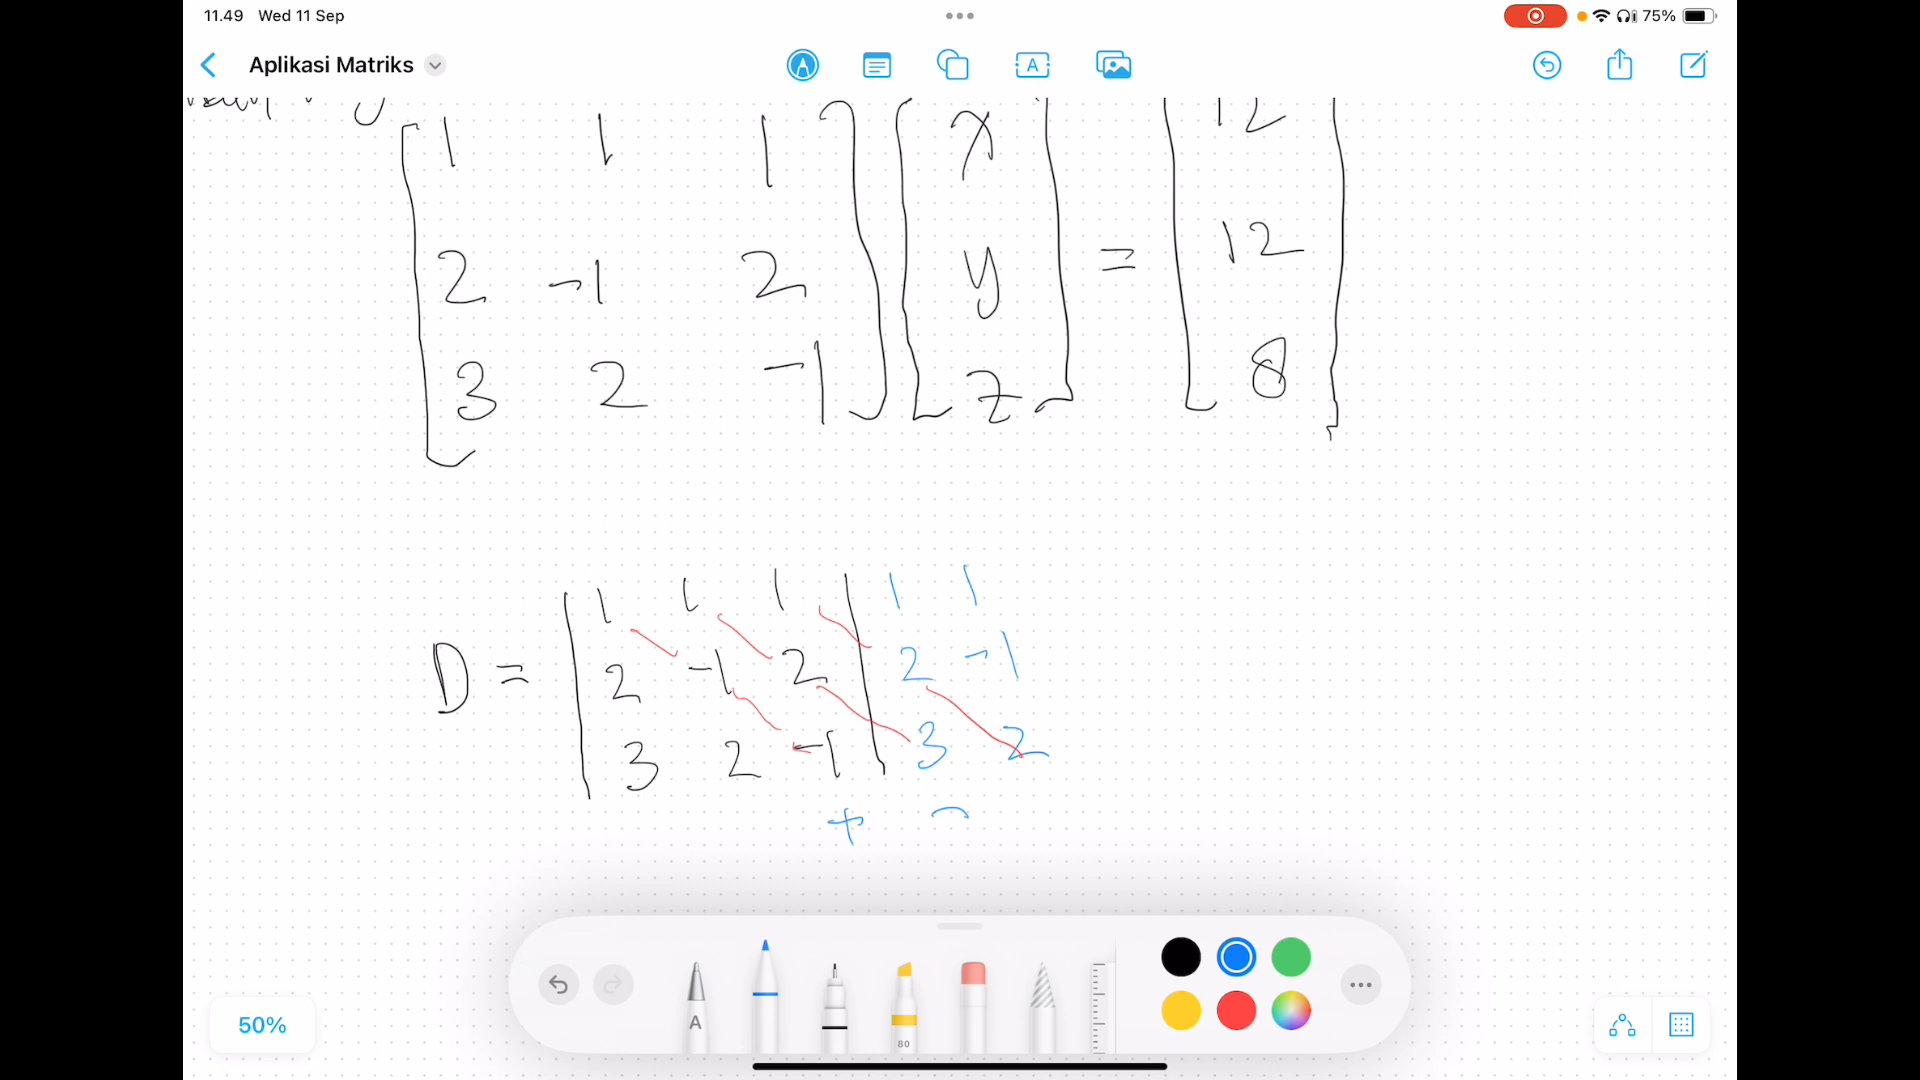 11.49 Wed 11 Sep
75%
Aplikasi Matriks
A
1 1 1 x 12
2 -1 2 y = 12
3 2 -1 z 8
1 1 1 1 1
D = 2 -1 2 2 -1
3 2 -1 3 2
+ -
A
80
50%